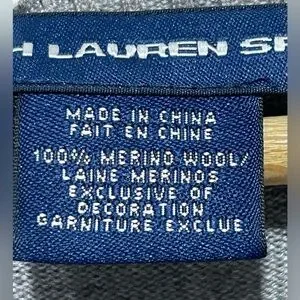 H LAUREN SP
MADE IN CHINA
FAIT EN CHINE
100% MERINO WOOL/
LAINE MERINOS
EXCLUSIVE OF
DECORATION
GARNITURE EXCLUE